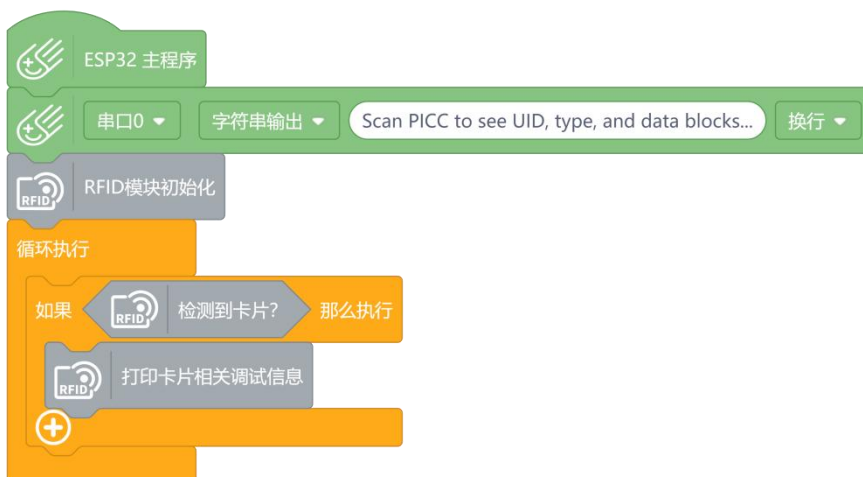 ESP32 主程序
串口0 字符串输出 Scan PICC to see UID, type, and data blocks... 换行
RFID RFID模块初始化
循环执行
如果 RFID 检测到卡片? 那么执行
RFID 打印卡片相关调试信息